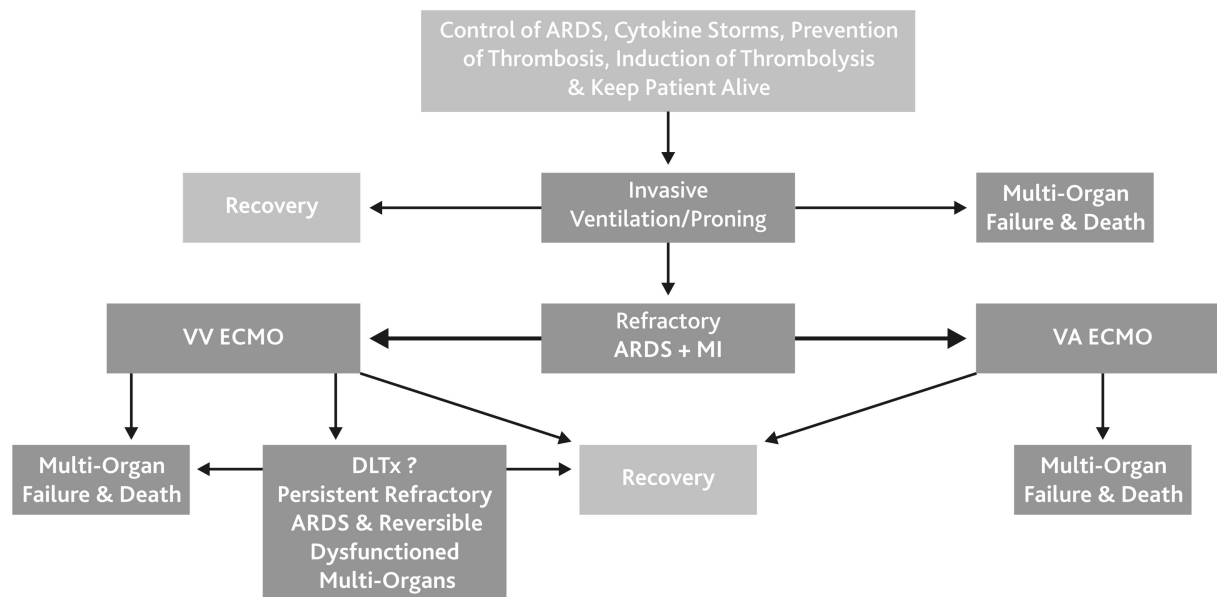 Control of ARDS, Cytokine Storms, Prevention
of Thrombosis, Induction of Thrombolysis
& Keep Patient Alive
Recovery
Invasive
Ventilation/Proning
Multi-Organ
Failure & Death
VV ECMO
Refractory
ARDS + MI
VA ECMO
Multi-Organ
Failure & Death
DLTx ?
Persistent Refractory
ARDS & Reversible
Dysfunctioned
Multi-Organs
Recovery
Multi-Organ
Failure & Death